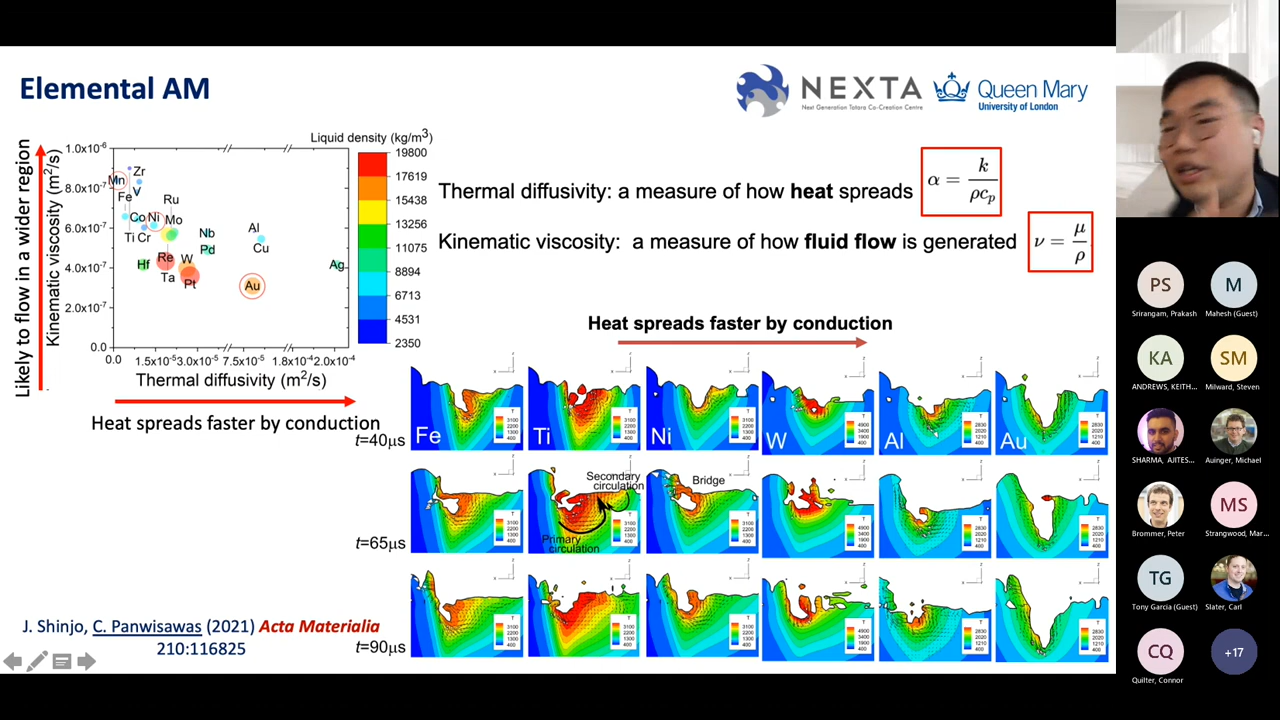 Elemental AM
NEXTA
Next Generation Tatara Co-Creation Centre
Queen Mary
University of London
Likely to flow in a wider region
Kinematic viscosity (m²/s)
1.0x10⁻⁶
8.0x10⁻⁷
6.0x10⁻⁷
4.0x10⁻⁷
2.0x10⁻⁷
0.0
Zr
Mn
V
Fe
Ru
Co Ni
Mo
Ti Cr
Nb
Pd
Al
Cu
Hf
Re
W
Ta
Pt
Au
Ag
0.0 1.5x10⁻⁵ 3.0x10⁻⁵ 7.5x10⁻⁵ 1.8x10⁻⁴ 2.0x10⁻⁴
Thermal diffusivity (m²/s)
Heat spreads faster by conduction
Liquid density (kg/m³)
19800
17619
15438
13256
11075
8894
6713
4531
2350
Thermal diffusivity: a measure of how heat spreads
α = k / ρcₚ
Kinematic viscosity: a measure of how fluid flow is generated
ν = μ / ρ
Heat spreads faster by conduction
t=40μs
Fe
Ti
Ni
W
Al
Au
t=65μs
Secondary
circulation
Primary
circulation
Bridge
t=90μs
J. Shinjo, C. Panwisawas (2021) Acta Materialia
210:116825
PS
Srirangam, Prakash
M
Mahesh (Guest)
KA
ANDREWS, KEITH...
SM
Milward, Steven
SHARMA, AJITES...
Auinger, Michael
Brommer, Peter
MS
Strangwood, Mar...
TG
Tony Garcia (Guest)
Slater, Carl
CQ
Quilter, Connor
+17